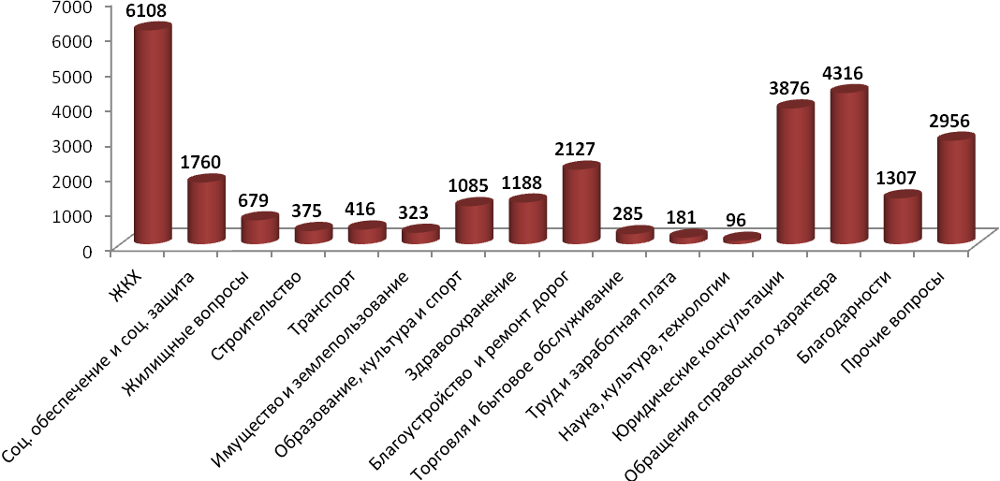 7000
6000
5000
4000
3000
2000
1000
0
6108
1760
679
375
416
323
1085
1188
2127
285
181
96
3876
4316
1307
2956
ЖКХ
Соц. обеспечение и соц. защита
Жилищные вопросы
Строительство
Транспорт
Имущество и землепользование
Образование, культура и спорт
Здравоохранение
Благоустройство и ремонт дорог
Торговля и бытовое обслуживание
Труд и заработная плата
Наука, культура, технологии
Юридические консультации
Обращения справочного характера
Благодарности
Прочие вопросы